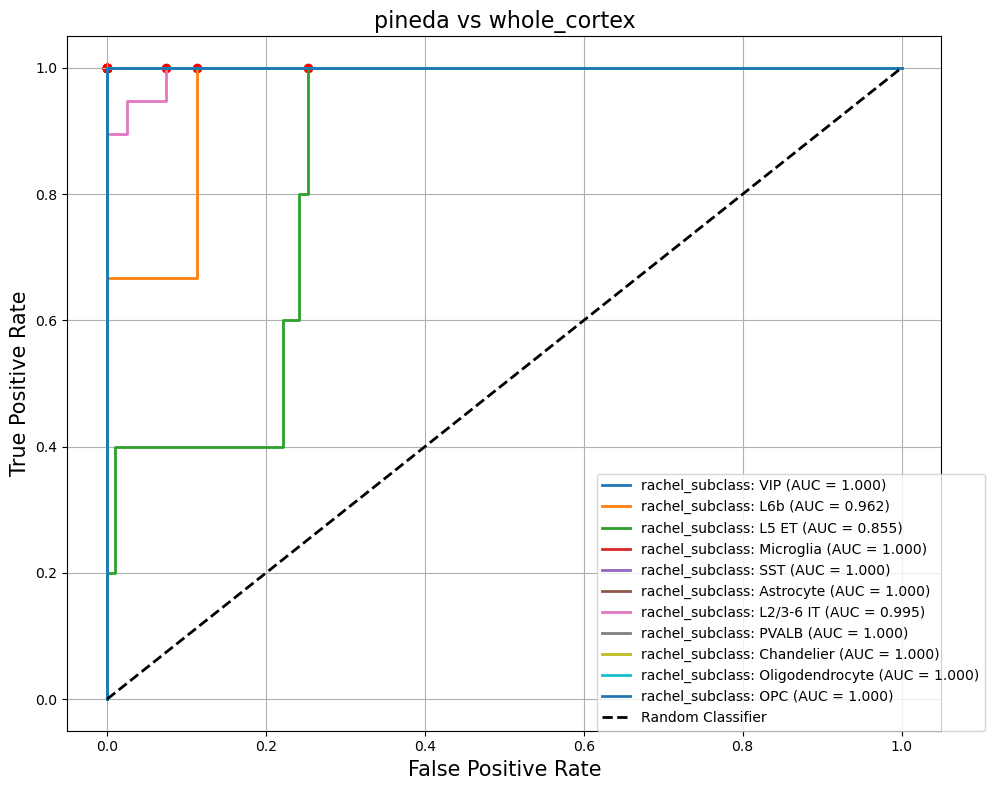 pineda vs whole_cortex
True Positive Rate
1.0
0.8
0.6
0.4
0.2
0.0
rachel_subclass: VIP (AUC = 1.000)
rachel_subclass: L6b (AUC = 0.962)
rachel_subclass: L5 ET (AUC = 0.855)
rachel_subclass: Microglia (AUC = 1.000)
rachel_subclass: SST (AUC = 1.000)
rachel_subclass: Astrocyte (AUC = 1.000)
rachel_subclass: L2/3-6 IT (AUC = 0.995)
rachel_subclass: PVALB (AUC = 1.000)
rachel_subclass: Chandelier (AUC = 1.000)
rachel_subclass: Oligodendrocyte (AUC = 1.000)
rachel_subclass: OPC (AUC = 1.000)
Random Classifier
0.0 0.2 0.4 0.6 0.8 1.0
False Positive Rate